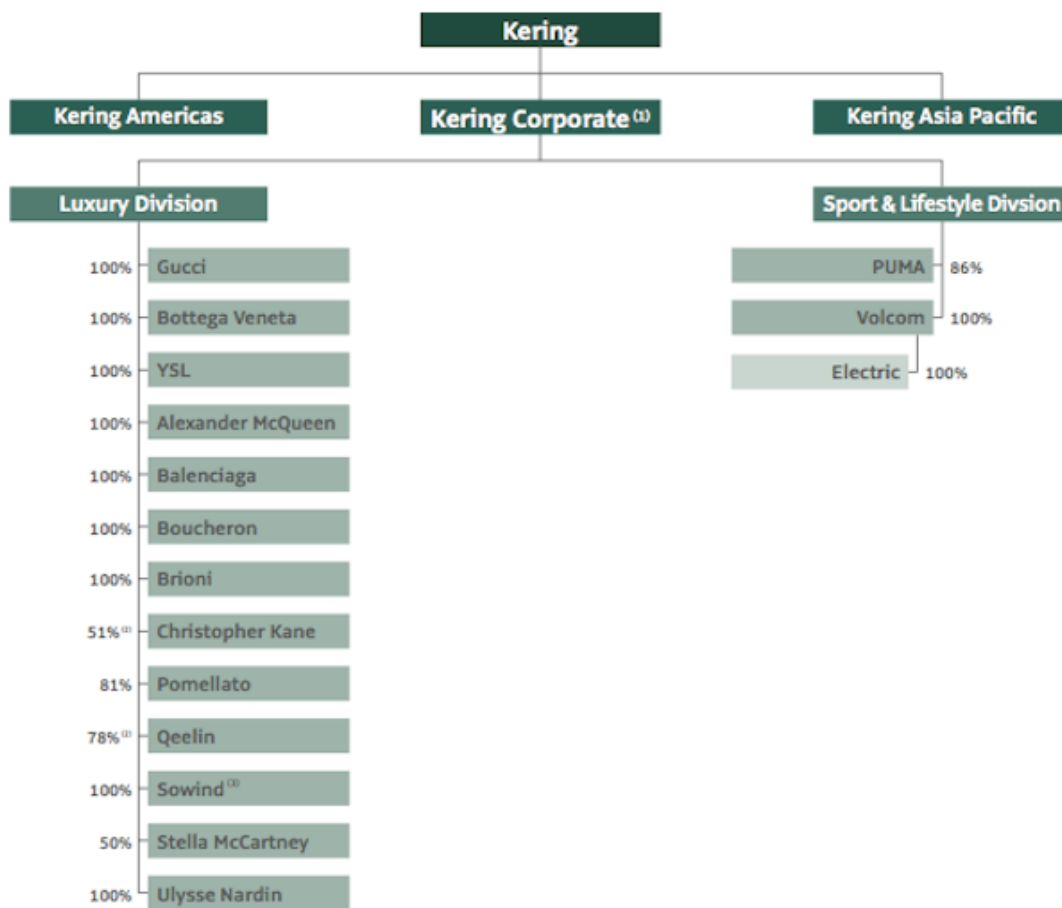 Kering
Kering Americas
Kering Corporate (1)
Kering Asia Pacific
Luxury Division
Sport & Lifestyle Divsion
100% Gucci
100% Bottega Veneta
100% YSL
100% Alexander McQueen
100% Balenciaga
100% Boucheron
100% Brioni
51% (2) Christopher Kane
81% Pomellato
78% (2) Qeelin
100% Sowind (3)
50% Stella McCartney
100% Ulysse Nardin
PUMA 86%
Volcom 100%
Electric 100%